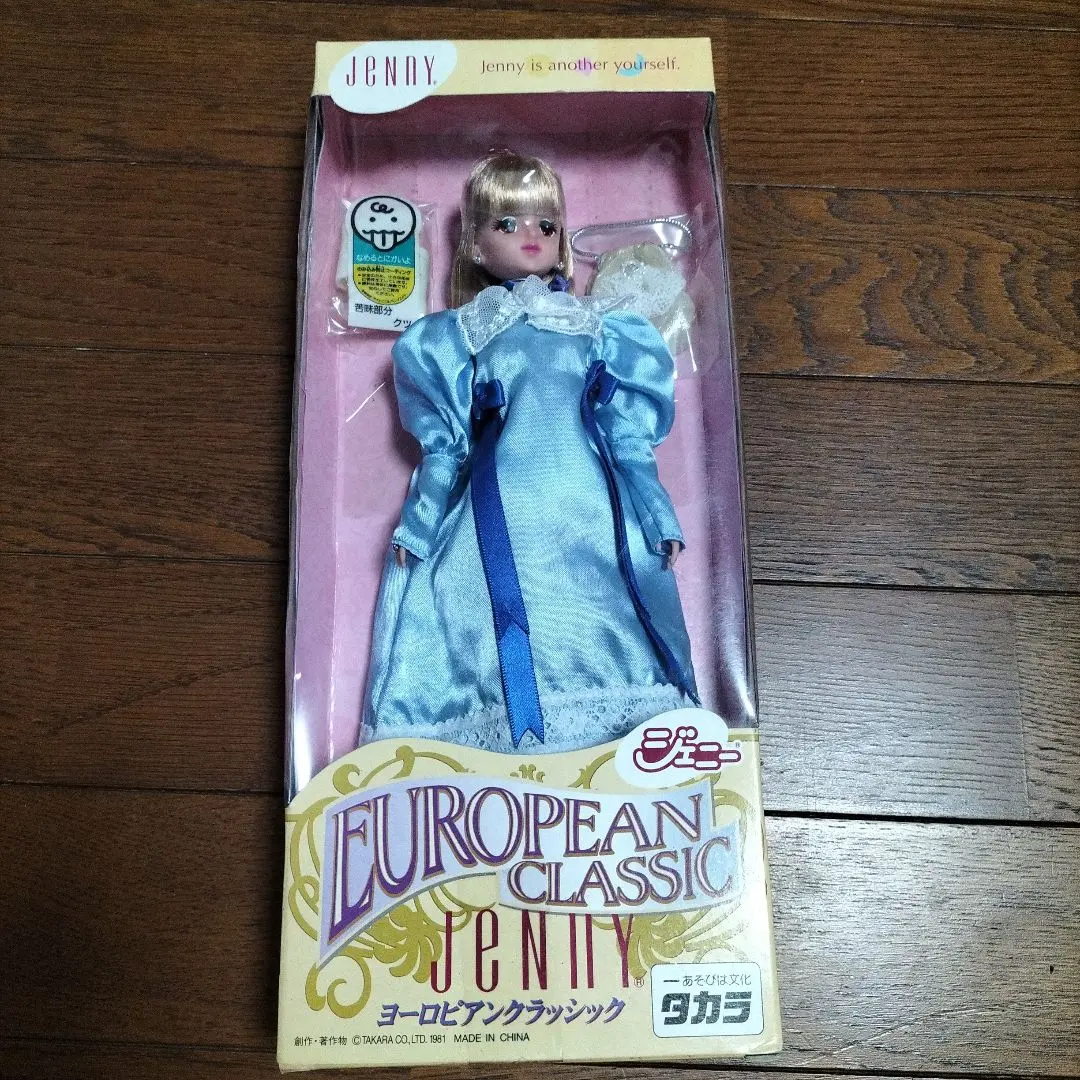 JeNNY®
Jenny is another yourself.
なめるとにがいよ
苦味部分
クツ
ジェニー®
EUROPEAN
CLASSIC
JeNNY®
ヨーロピアンクラッシック
あそびは文化
タカラ
創作・著作物 ©TAKARA CO., LTD. 1981 MADE IN CHINA